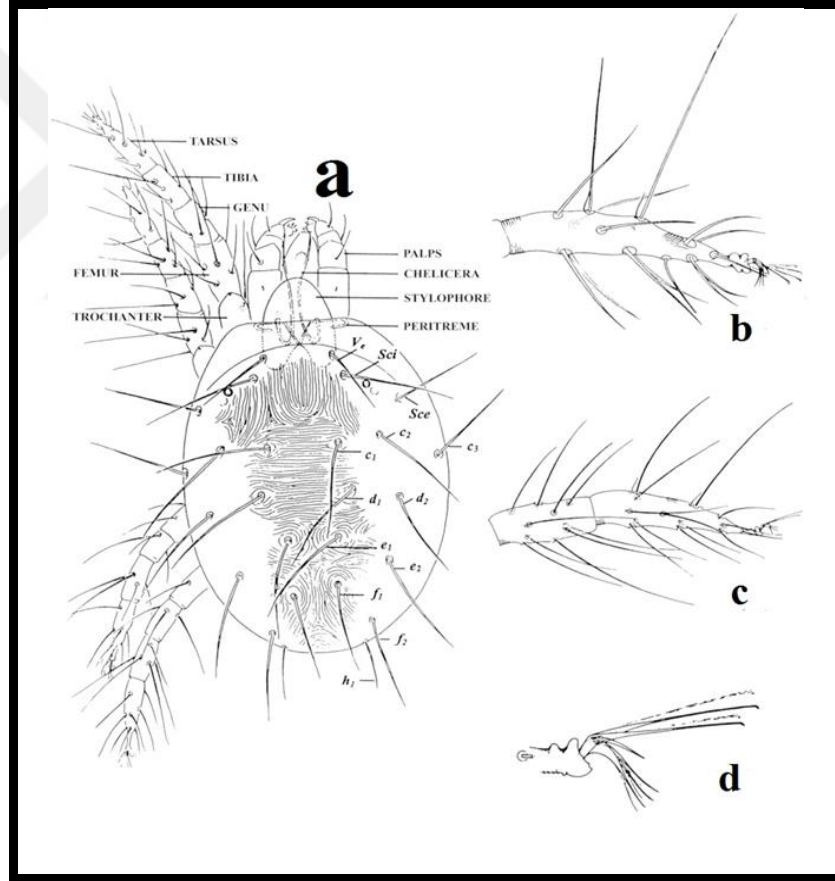 a
TARSUS
TIBIA
GENU
FEMUR
TROCHANTER
PALPS
CHELICERA
STYLOPHORE
PERITREME
Ve
Sci
Sce
c1
c2
c3
d1
d2
e1
e2
f1
f2
h1
b
c
d